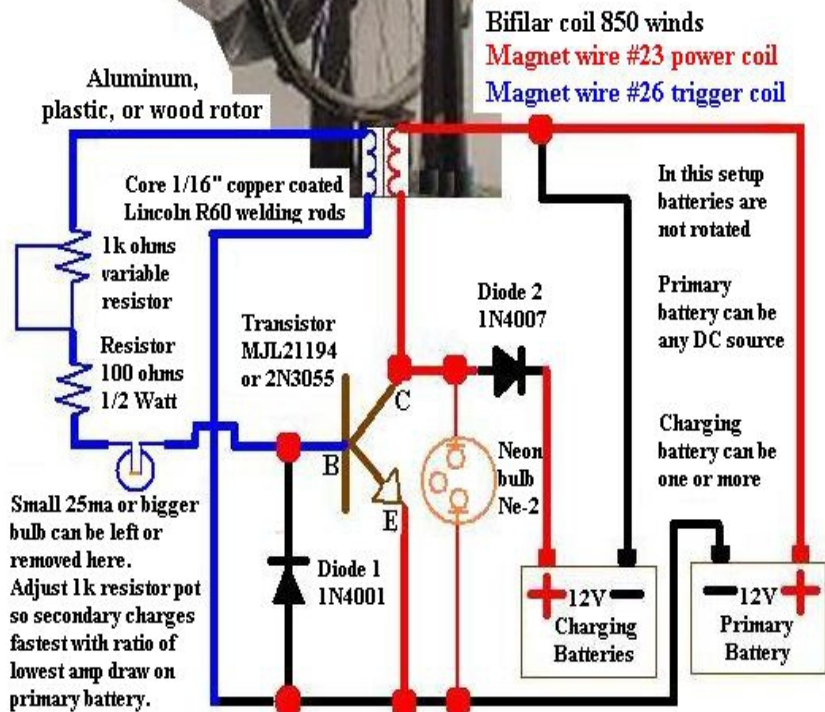 Bifilar coil 850 winds
Magnet wire #23 power coil
Magnet wire #26 trigger coil
Aluminum,
plastic, or wood rotor
Core 1/16" copper coated
Lincoln R60 welding rods
In this setup
batteries are
not rotated
1k ohms
variable
resistor
Primary
battery can be
any DC source
Diode 2
1N4007
Transistor
MJL21194
or 2N3055
Resistor
100 ohms
1/2 Watt
C
Charging
battery can be
one or more
B
E
Neon
bulb
Ne-2
Small 25ma or bigger
bulb can be left or
removed here.
Adjust 1k resistor pot
so secondary charges
fastest with ratio of
lowest amp draw on
primary battery.
Diode 1
1N4001
+ 12V -
Charging
Batteries
- 12V +
Primary
Battery